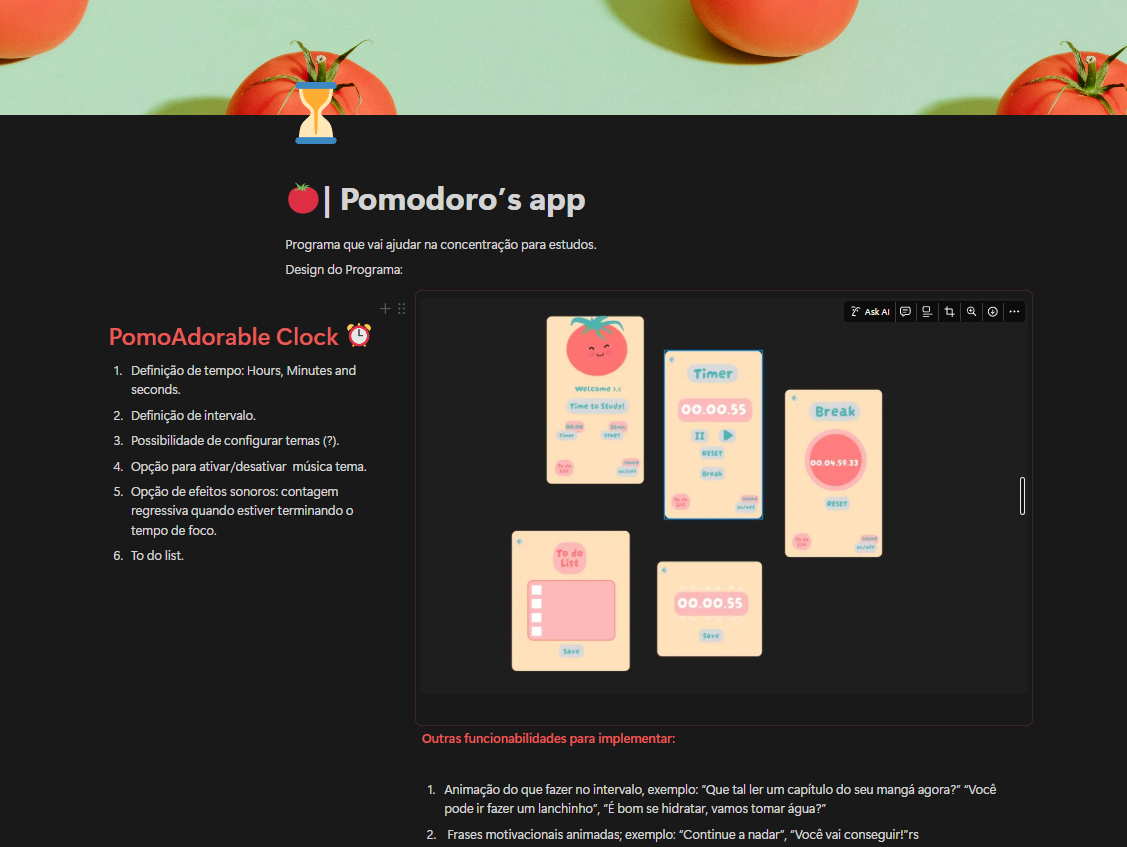 | Pomodoro’s app
Programa que vai ajudar na concentração para estudos.
Design do Programa:
PomoAdorable Clock
1. Definição de tempo: Hours, Minutes and
seconds.
2. Definição de intervalo.
3. Possibilidade de configurar temas (?).
4. Opção para ativar/desativar música tema.
5. Opção de efeitos sonoros: contagem
regressiva quando estiver terminando o
tempo de foco.
6. To do list.
Ask AI
Welcome
Time to Study!
00:00
Timer
25min
START
To do
List
sound
on/off
Timer
00.00.55
RESET
Break
To do
List
sound
on/off
Break
00.04.59.33
RESET
To do
List
sound
on/off
To do
List
Save
00.00.55
Save
Outras funcionabilidades para implementar:
1. Animação do que fazer no intervalo, exemplo: “Que tal ler um capítulo do seu mangá agora?” “Você
pode ir fazer um lanchinho”, “É bom se hidratar, vamos tomar água?”
2. Frases motivacionais animadas; exemplo: “Continue a nadar”, “Você vai conseguir!”rs